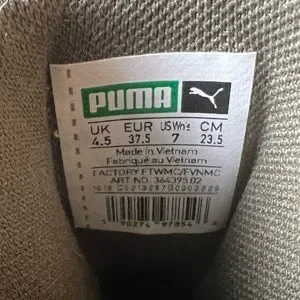 PUMA
UK EUR US Wn's CM
4.5 37.5 7 23.5
Made in Vietnam
Fabriqué au Vietnam
FACTORY FTWMC/FVNMC
ART NO. 364395 02